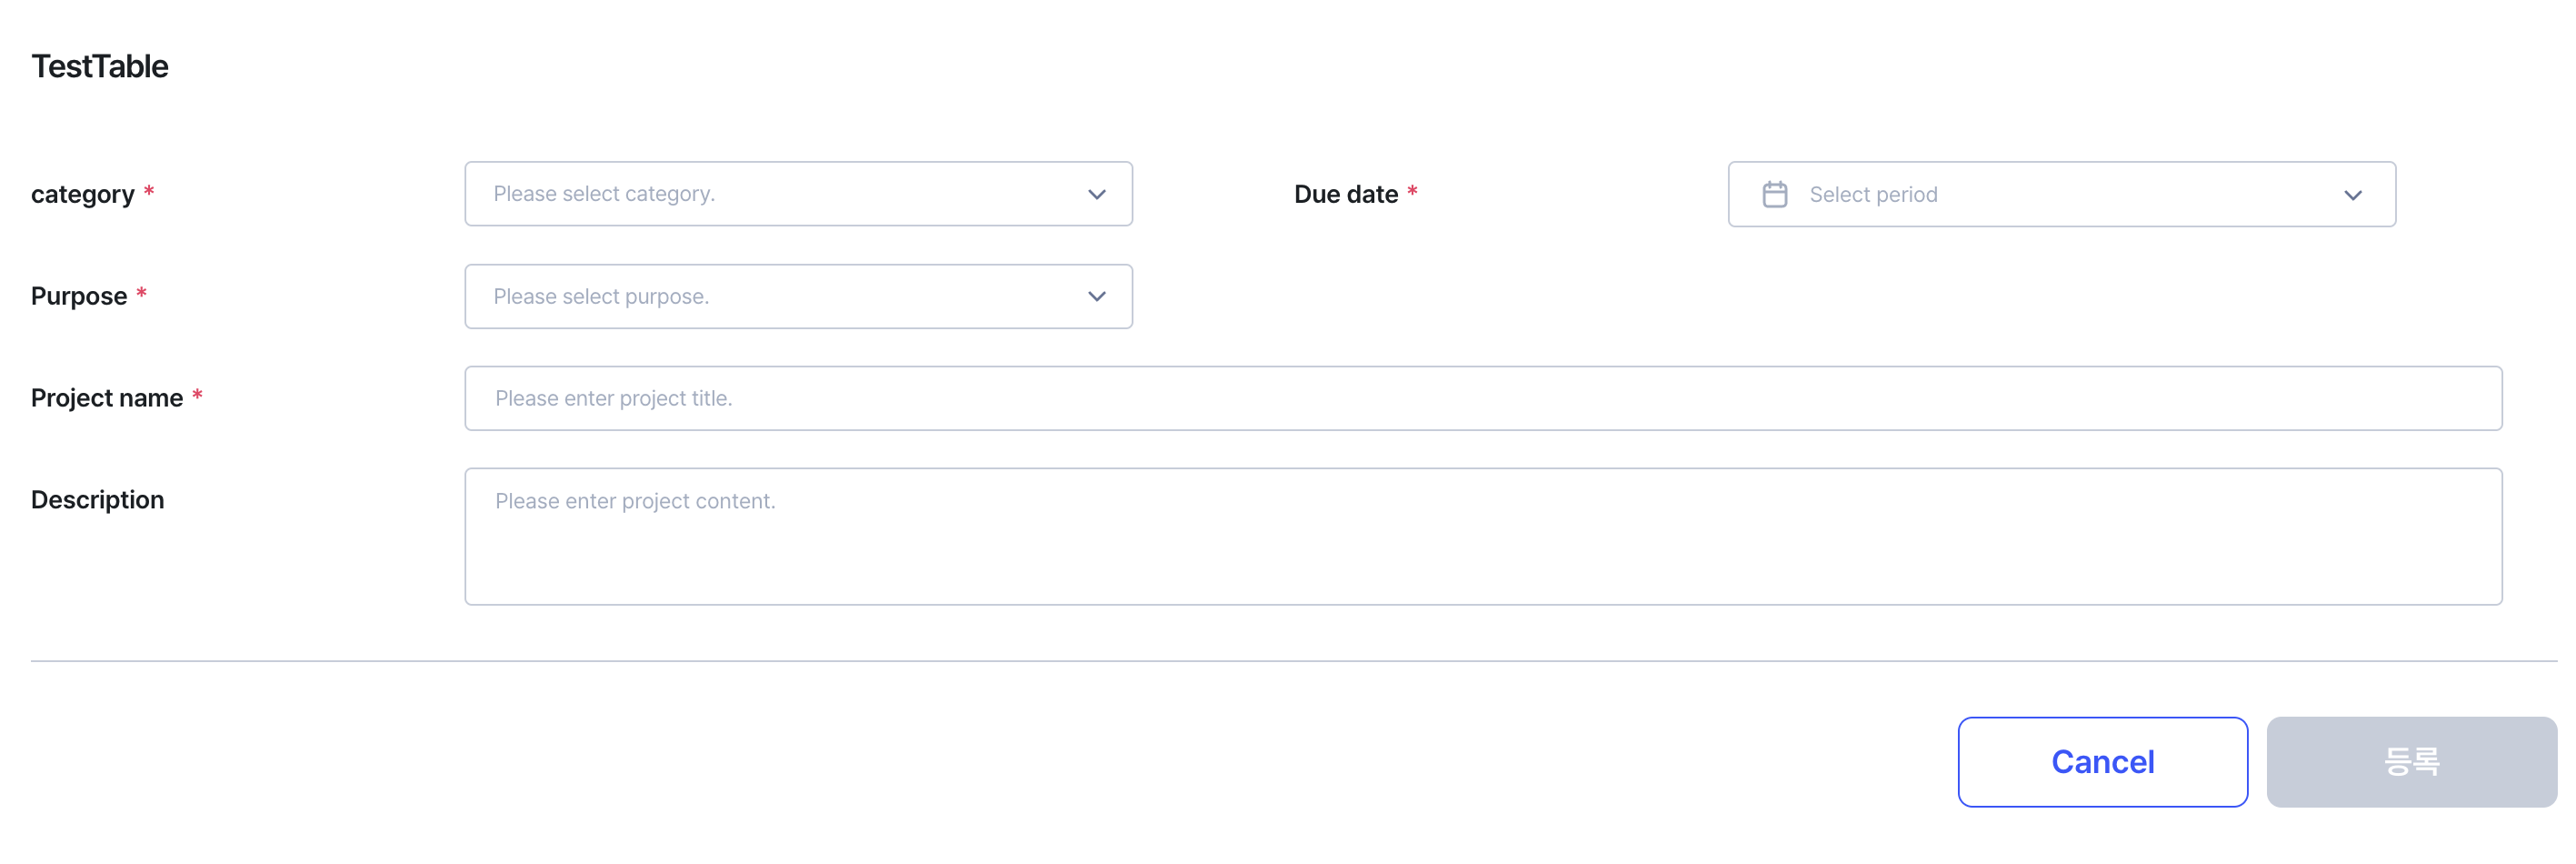 TestTable
category *
Please select category.
Due date *
Select period
Purpose *
Please select purpose.
Project name *
Please enter project title.
Description
Please enter project content.
Cancel
등록